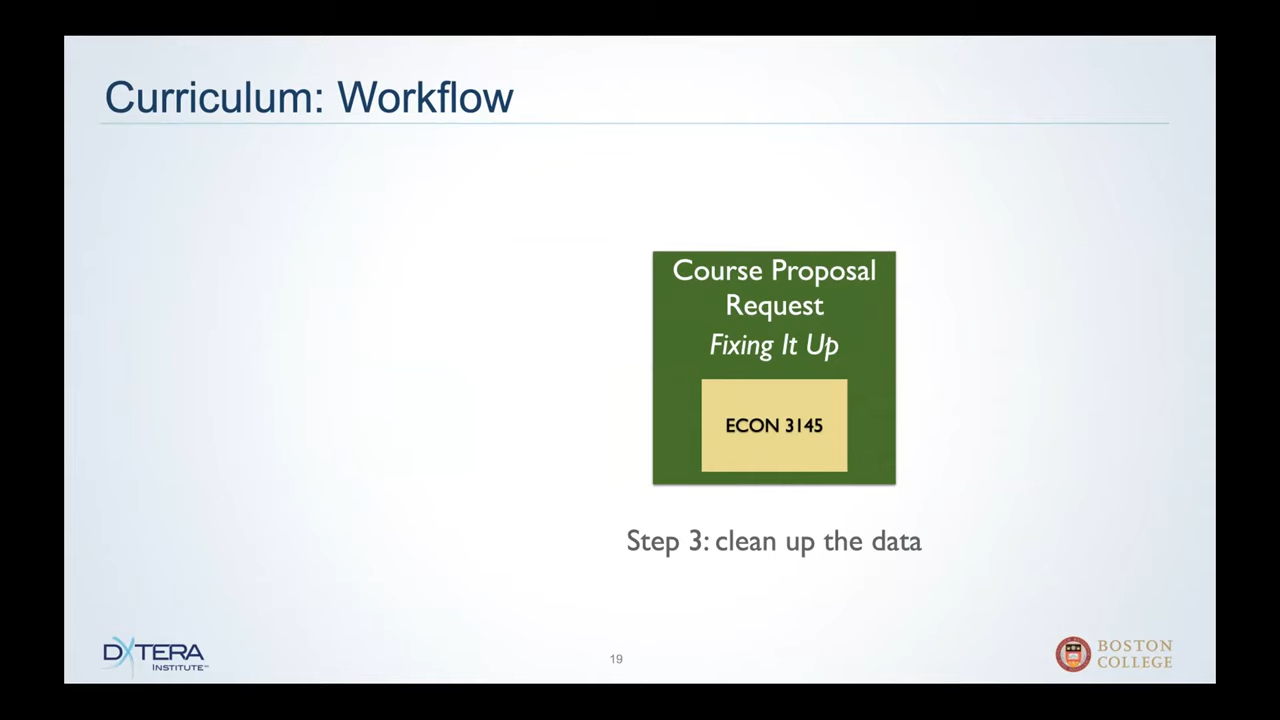 Curriculum: Workflow
Course Proposal
Request
Fixing It Up
ECON 3145
Step 3: clean up the data
DXTERA
INSTITUTE™
19
BOSTON
COLLEGE